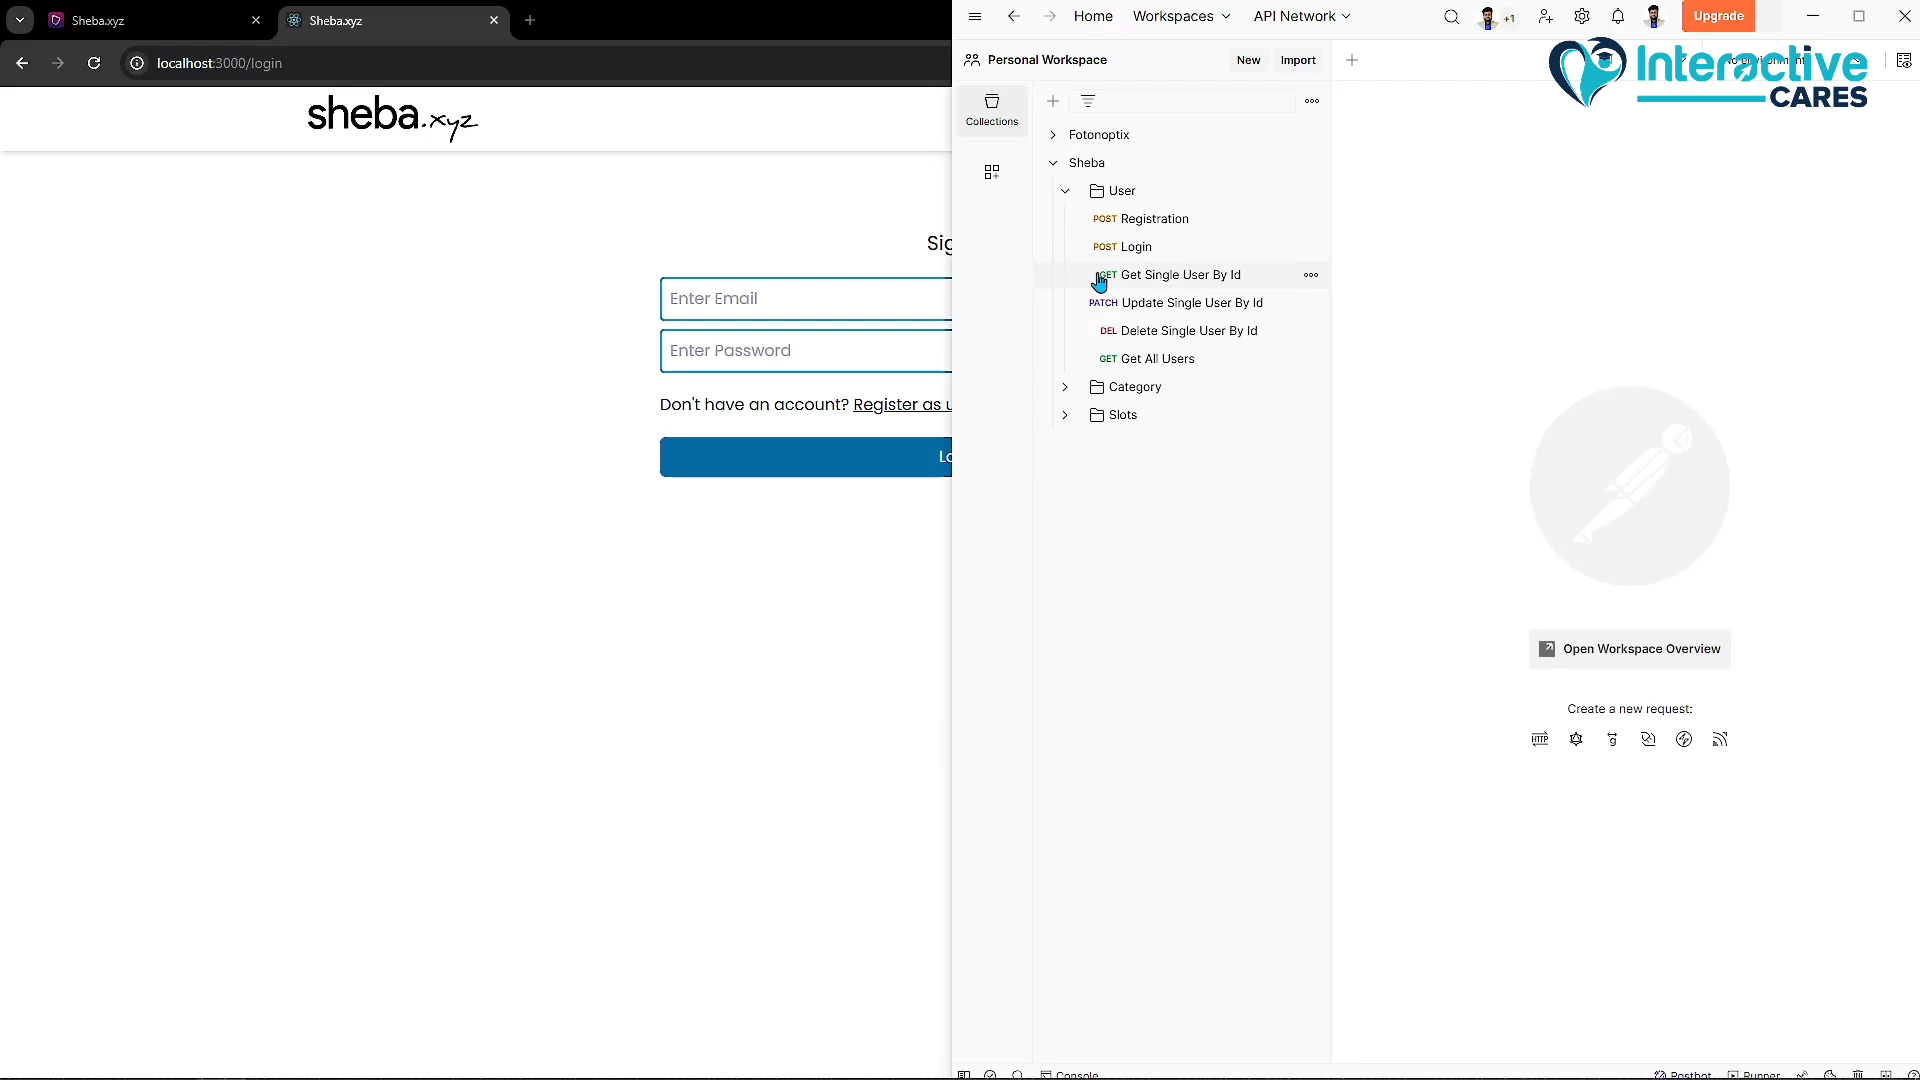 Sheba.xyz
Sheba.xyz
localhost:3000/login
sheba.xyz
Enter Email
Enter Password
Don't have an account? Register as
Home
Workspaces
API Network
+1
Upgrade
Personal Workspace
New
Import
Interactive
CARES
Collections
Fotonoptix
Sheba
User
POST Registration
POST Login
GET Get Single User By Id
PATCH Update Single User By Id
DEL Delete Single User By Id
GET Get All Users
Category
Slots
Open Workspace Overview
Create a new request:
HTTP
Console
Postbot
Runner